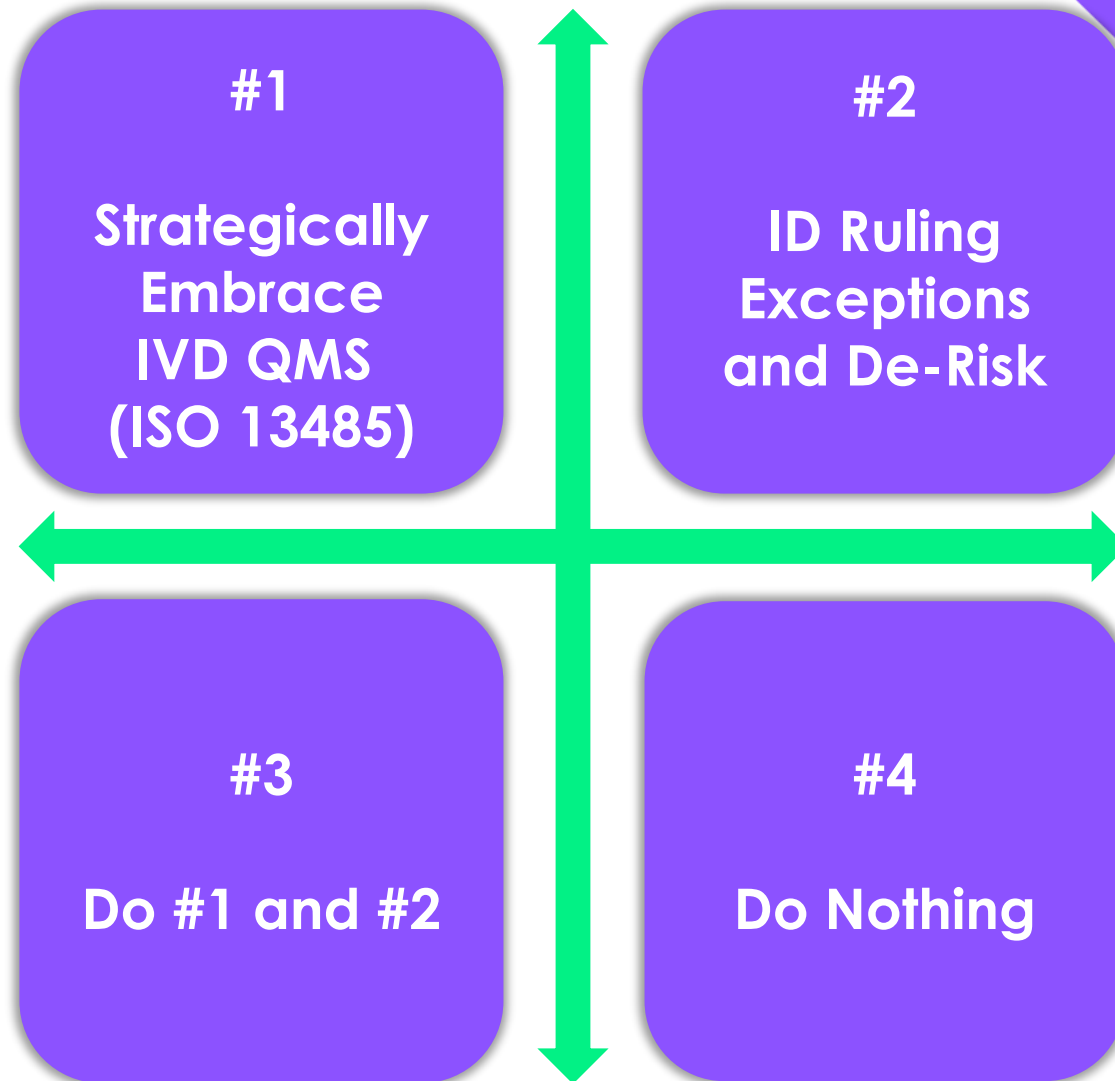 #1
Strategically
Embrace
IVD QMS
(ISO 13485)
#2
ID Ruling
Exceptions
and De-Risk
#3
Do #1 and #2
#4
Do Nothing